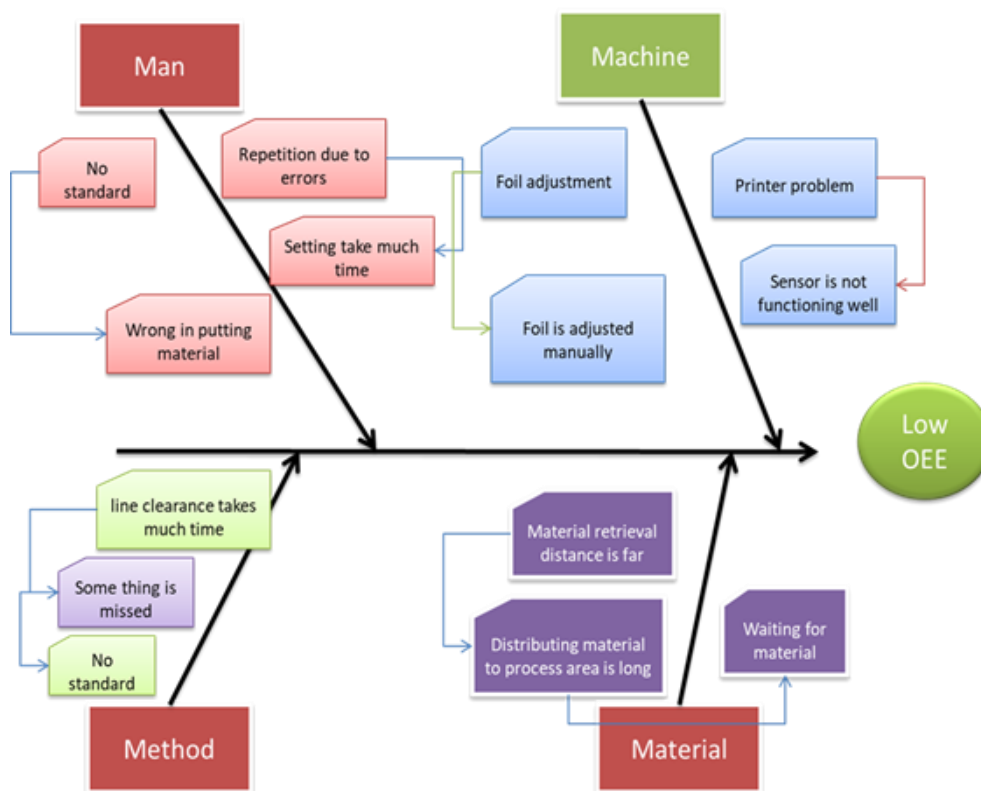 Man
Machine
No
standard
Repetition due to
errors
Foil adjustment
Printer problem
Setting take much
time
Sensor is not
functioning well
Wrong in putting
material
Foil is adjusted
manually
Low
OEE
line clearance takes
much time
Some thing is
missed
No
standard
Material retrieval
distance is far
Distributing material
to process area is long
Waiting for
material
Method
Material